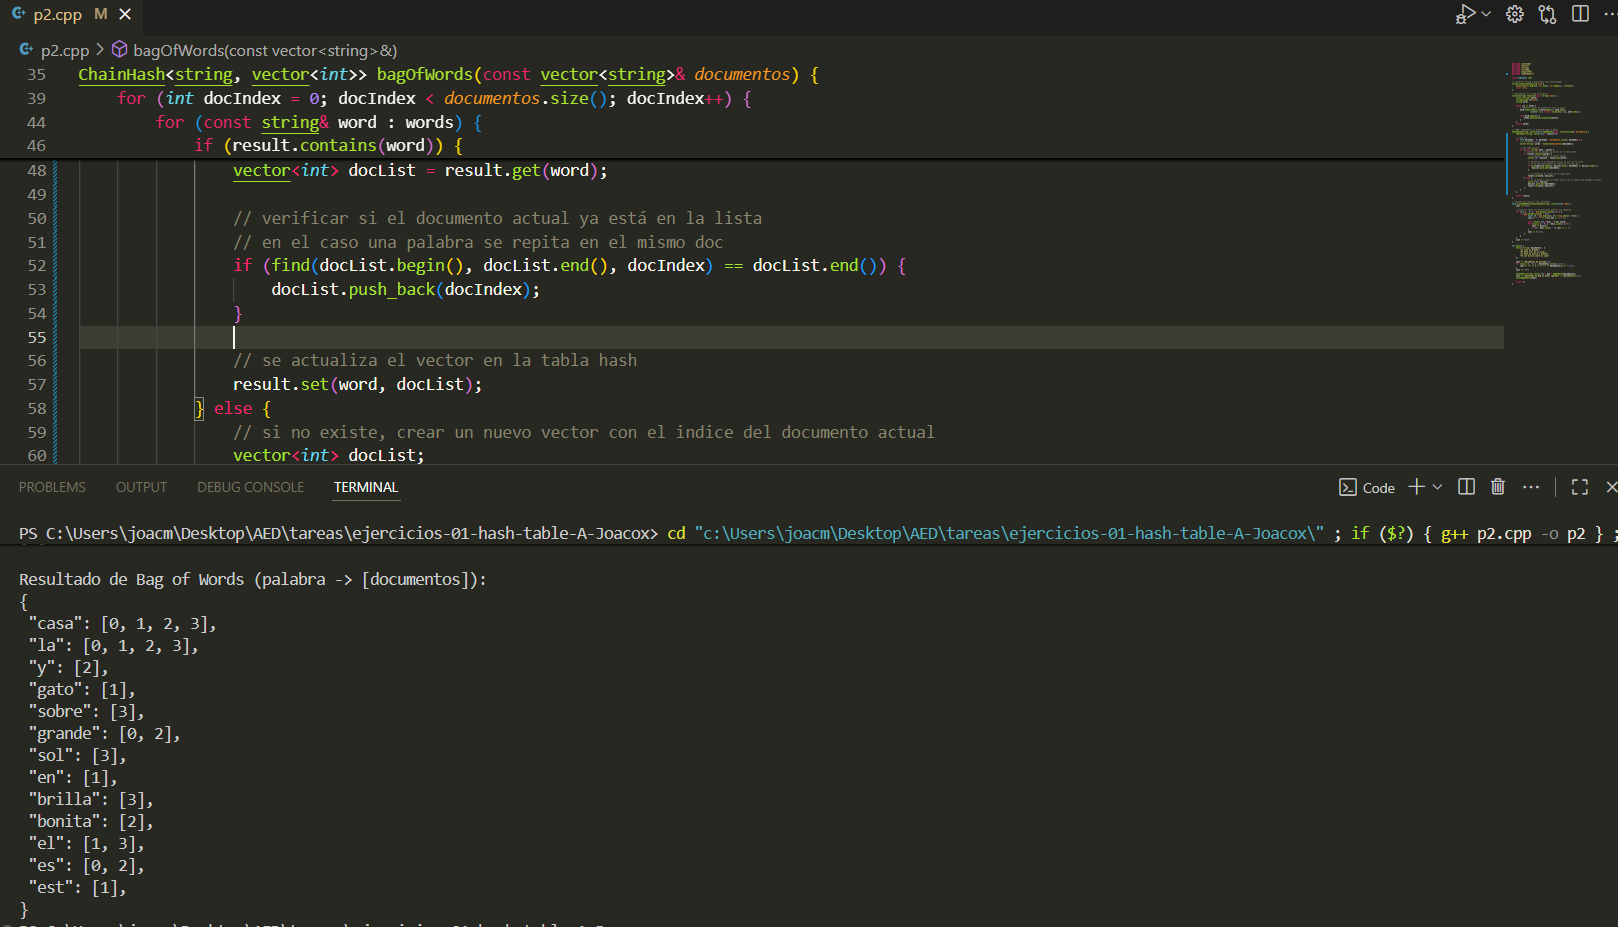 p2.cpp M
p2.cpp > bagOfWords(const vector<string>&)
35 ChainHash<string, vector<int>> bagOfWords(const vector<string>& documentos) {
39 for (int docIndex = 0; docIndex < documentos.size(); docIndex++) {
44 for (const string& word : words) {
46 if (result.contains(word)) {
48 vector<int> docList = result.get(word);
49
50 // verificar si el documento actual ya está en la lista
51 // en el caso una palabra se repita en el mismo doc
52 if (find(docList.begin(), docList.end(), docIndex) == docList.end()) {
53 docList.push_back(docIndex);
54 }
55
56 // se actualiza el vector en la tabla hash
57 result.set(word, docList);
58 } else {
59 // si no existe, crear un nuevo vector con el indice del documento actual
60 vector<int> docList;
PROBLEMS OUTPUT DEBUG CONSOLE TERMINAL Code
PS C:\Users\joacm\Desktop\AED\tareas\ejercicios-01-hash-table-A-Joacox> cd "c:\Users\joacm\Desktop\AED\tareas\ejercicios-01-hash-table-A-Joacox\" ; if ($?) { g++ p2.cpp -o p2 } ;
Resultado de Bag of Words (palabra -> [documentos]):
{
"casa": [0, 1, 2, 3],
"la": [0, 1, 2, 3],
"y": [2],
"gato": [1],
"sobre": [3],
"grande": [0, 2],
"sol": [3],
"en": [1],
"brilla": [3],
"bonita": [2],
"el": [1, 3],
"es": [0, 2],
"est": [1],
}